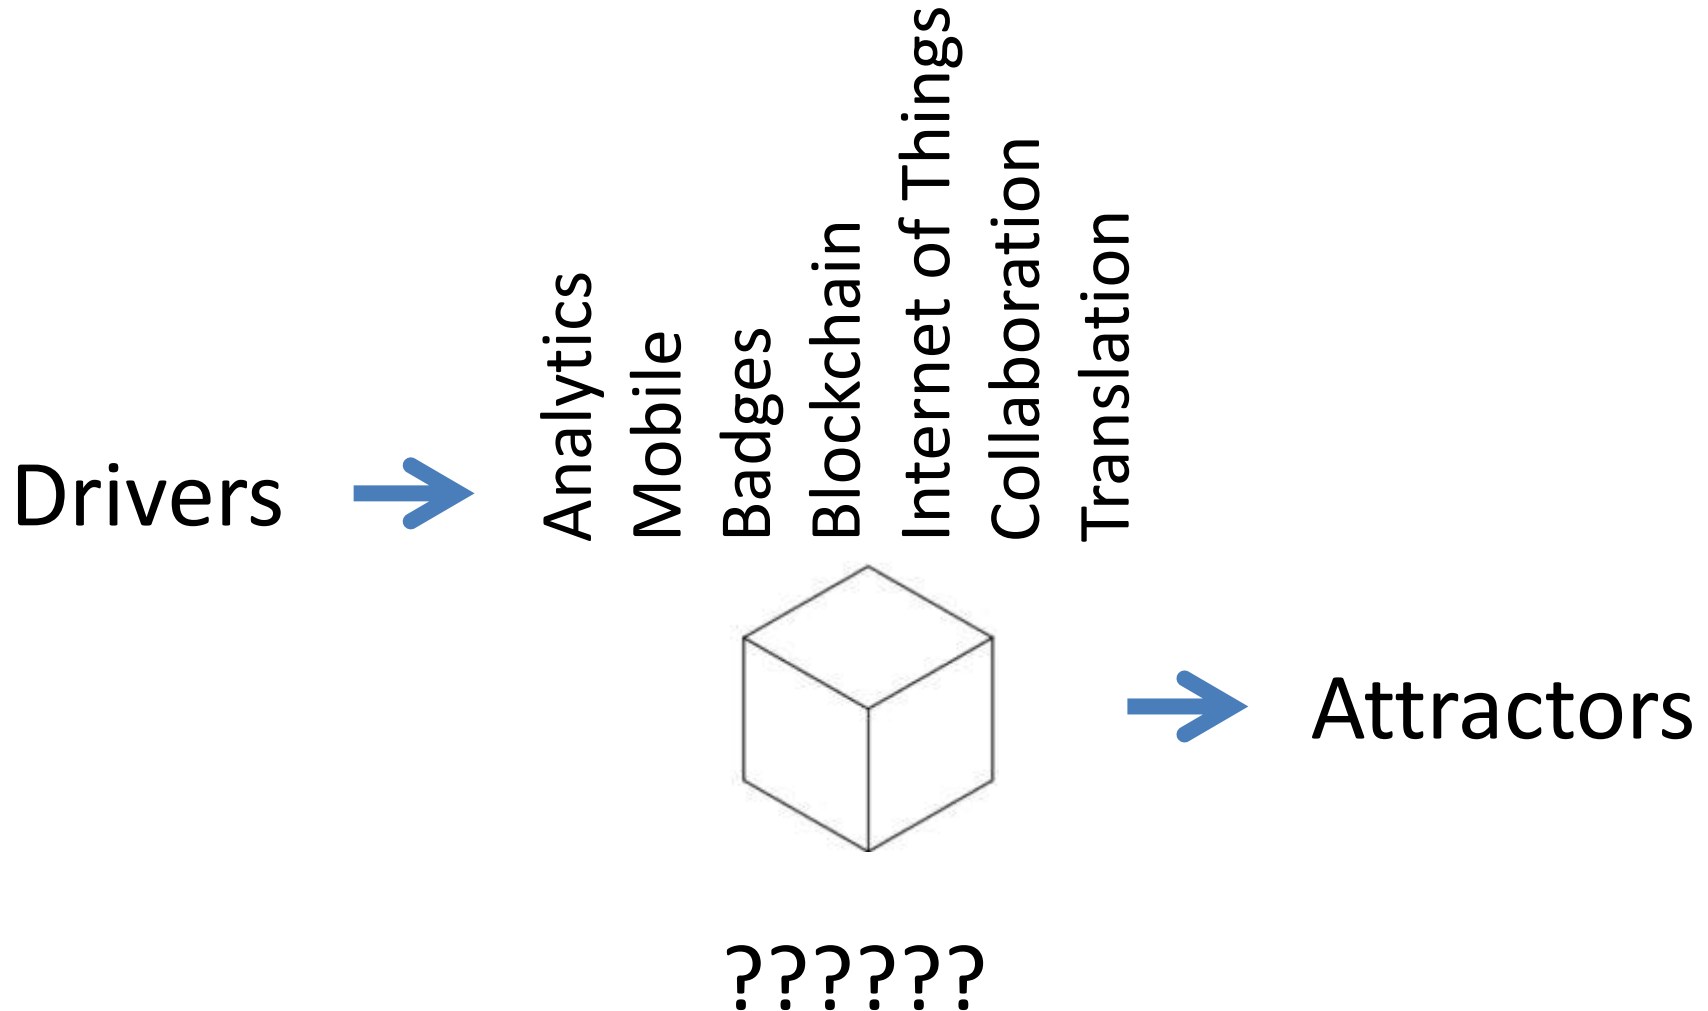 Drivers
Analytics
Mobile
Badges
Blockchain
Internet of Things
Collaboration
Translation
Attractors
??????